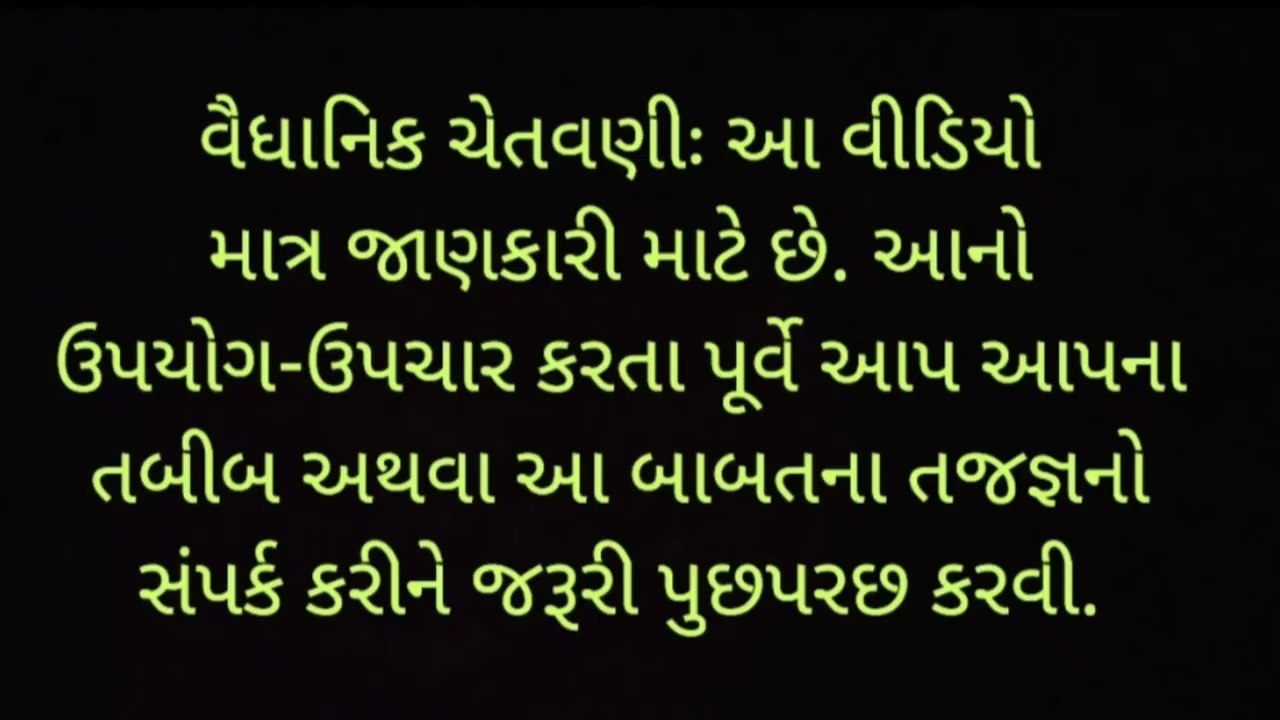 વૈધાનિક ચેતવણીઃ આ વીડિયો
માત્ર જાણકારી માટે છે. આનો
ઉપયોગ-ઉપચાર કરતા પૂર્વે આપ આપના
તબીબ અથવા આ બાબતના તજજ્ઞનો
સંપર્ક કરીને જરૂરી પુછપરછ કરવી.